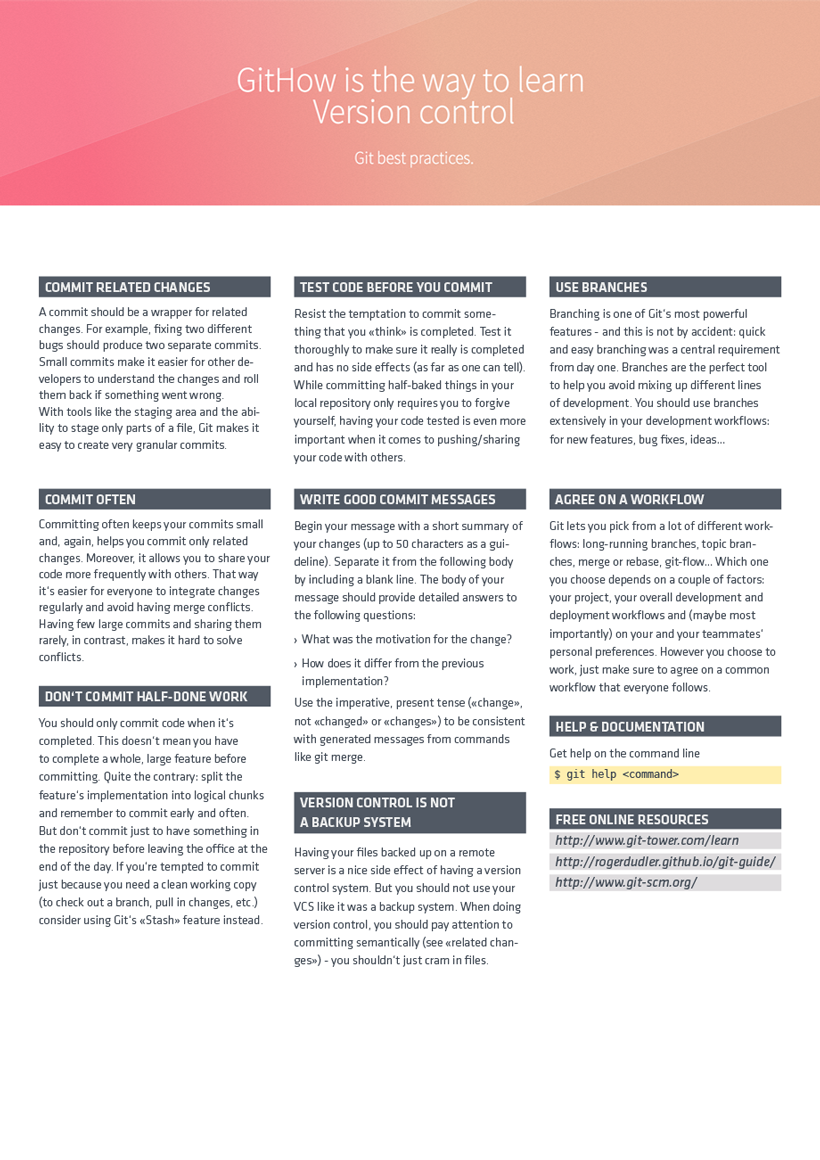 GitHow is the way to learn
Version control
Git best practices.
COMMIT RELATED CHANGES
A commit should be a wrapper for related
changes. For example, fixing two different
bugs should produce two separate commits.
Small commits make it easier for other de-
velopers to understand the changes and roll
them back if something went wrong.
With tools like the staging area and the abi-
lity to stage only parts of a file, Git makes it
easy to create very granular commits.
COMMIT OFTEN
Committing often keeps your commits small
and, again, helps you commit only related
changes. Moreover, it allows you to share your
code more frequently with others. That way
it's easier for everyone to integrate changes
regularly and avoid having merge conflicts.
Having few large commits and sharing them
rarely, in contrast, makes it hard to solve
conflicts.
DON'T COMMIT HALF-DONE WORK
You should only commit code when it's
completed. This doesn't mean you have
to complete a whole, large feature before
committing. Quite the contrary: split the
feature's implementation into logical chunks
and remember to commit early and often.
But don't commit just to have something in
the repository before leaving the office at the
end of the day. If you're tempted to commit
just because you need a clean working copy
(to check out a branch, pull in changes, etc.)
consider using Git's «Stash» feature instead.
TEST CODE BEFORE YOU COMMIT
Resist the temptation to commit some-
thing that you «think» is completed. Test it
thoroughly to make sure it really is completed
and has no side effects (as far as one can tell).
While committing half-baked things in your
local repository only requires you to forgive
yourself, having your code tested is even more
important when it comes to pushing/sharing
your code with others.
WRITE GOOD COMMIT MESSAGES
Begin your message with a short summary of
your changes (up to 50 characters as a gui-
deline). Separate it from the following body
by including a blank line. The body of your
message should provide detailed answers to
the following questions:
› What was the motivation for the change?
› How does it differ from the previous
implementation?
Use the imperative, present tense («change»,
not «changed» or «changes») to be consistent
with generated messages from commands
like git merge.
VERSION CONTROL IS NOT
A BACKUP SYSTEM
Having your files backed up on a remote
server is a nice side effect of having a version
control system. But you should not use your
VCS like it was a backup system. When doing
version control, you should pay attention to
committing semantically (see «related chan-
ges») - you shouldn't just cram in files.
USE BRANCHES
Branching is one of Git's most powerful
features - and this is not by accident: quick
and easy branching was a central requirement
from day one. Branches are the perfect tool
to help you avoid mixing up different lines
of development. You should use branches
extensively in your development workflows:
for new features, bug fixes, ideas...
AGREE ON A WORKFLOW
Git lets you pick from a lot of different work-
flows: long-running branches, topic bran-
ches, merge or rebase, git-flow... Which one
you choose depends on a couple of factors:
your project, your overall development and
deployment workflows and (maybe most
importantly) on your and your teammates'
personal preferences. However you choose to
work, just make sure to agree on a common
workflow that everyone follows.
HELP & DOCUMENTATION
Get help on the command line
$ git help <command>
FREE ONLINE RESOURCES
http://www.git-tower.com/learn
http://rogerdudler.github.io/git-guide/
http://www.git-scm.org/